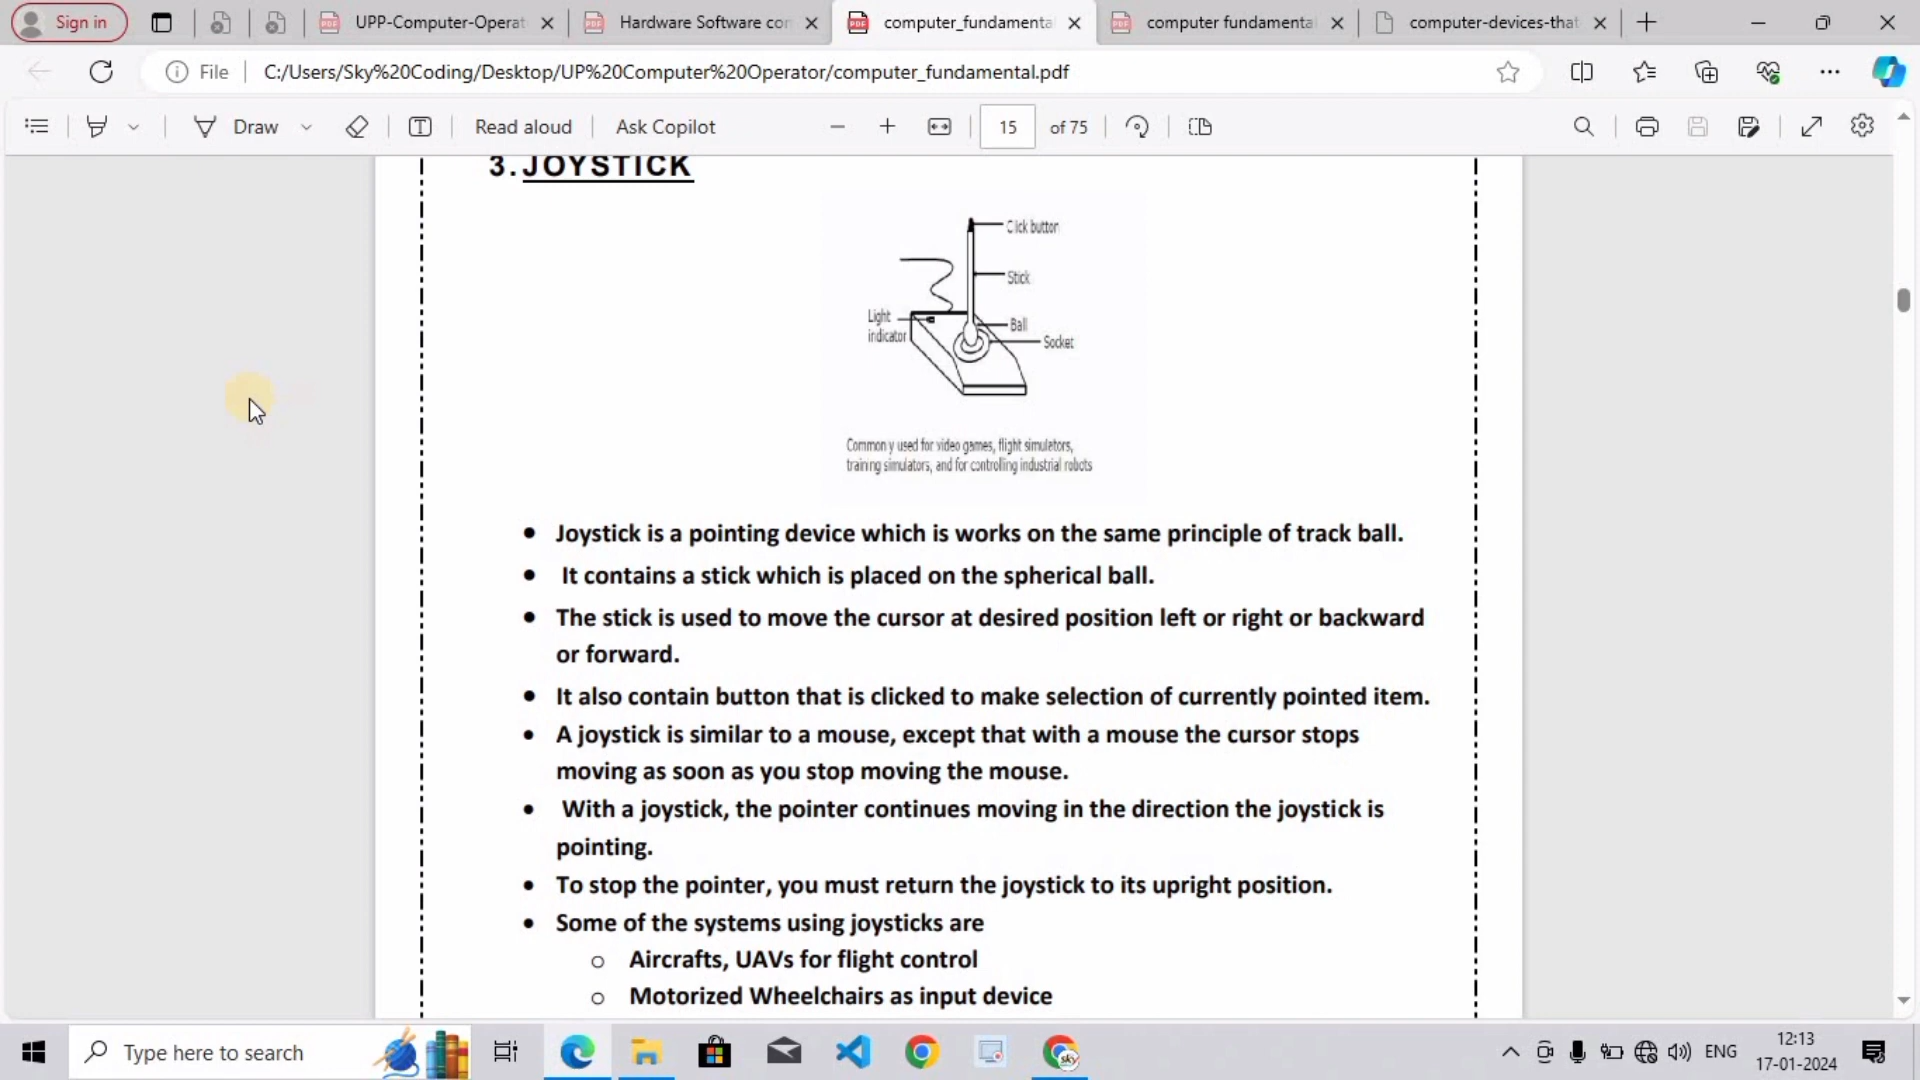 Sign in
UPP-Computer-Operat
Hardware Software con
computer_fundamenta
computer fundamenta
computer-devices-that
File
C:/Users/Sky%20Coding/Desktop/UP%20Computer%20Operator/computer_fundamental.pdf
Draw
Read aloud
Ask Copilot
15
of 75
3. JOYSTICK
Click button
Stick
Light
indicator
Ball
Socket
Common y used for video games, flight simulators,
training simulators, and for controlling industrial robots
• Joystick is a pointing device which is works on the same principle of track ball.
• It contains a stick which is placed on the spherical ball.
• The stick is used to move the cursor at desired position left or right or backward
or forward.
• It also contain button that is clicked to make selection of currently pointed item.
• A joystick is similar to a mouse, except that with a mouse the cursor stops
moving as soon as you stop moving the mouse.
• With a joystick, the pointer continues moving in the direction the joystick is
pointing.
• To stop the pointer, you must return the joystick to its upright position.
• Some of the systems using joysticks are
o Aircrafts, UAVs for flight control
o Motorized Wheelchairs as input device
Type here to search
ENG
12:13
17-01-2024